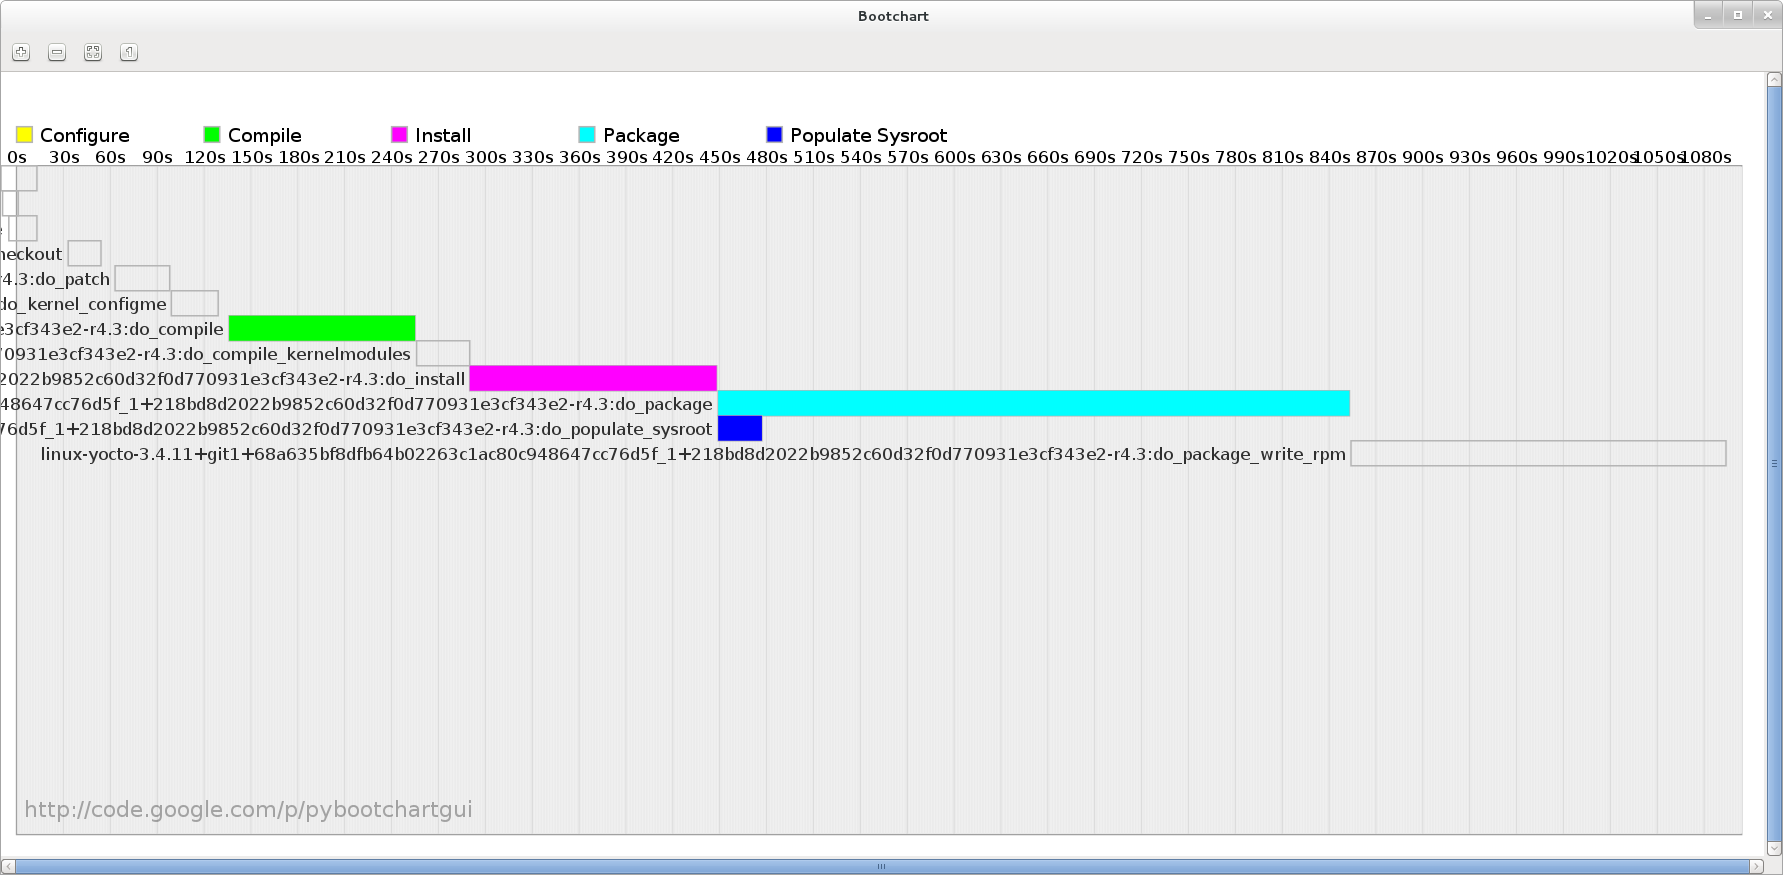 Bootchart
Configure Compile Install Package Populate Sysroot
0s 30s 60s 90s 120s 150s 180s 210s 240s 270s 300s 330s 360s 390s 420s 450s 480s 510s 540s 570s 600s 630s 660s 690s 720s 750s 780s 810s 840s 870s 900s 930s 960s 990s 1020s 1050s 1080s
heckout
r4.3:do_patch
do_kernel_configme
e3cf343e2-r4.3:do_compile
70931e3cf343e2-r4.3:do_compile_kernelmodules
2022b9852c60d32f0d770931e3cf343e2-r4.3:do_install
48647cc76d5f_1+218bd8d2022b9852c60d32f0d770931e3cf343e2-r4.3:do_package
76d5f_1+218bd8d2022b9852c60d32f0d770931e3cf343e2-r4.3:do_populate_sysroot
linux-yocto-3.4.11+git1+68a635bf8dfb64b02263c1ac80c948647cc76d5f_1+218bd8d2022b9852c60d32f0d770931e3cf343e2-r4.3:do_package_write_rpm
http://code.google.com/p/pybootchartgui